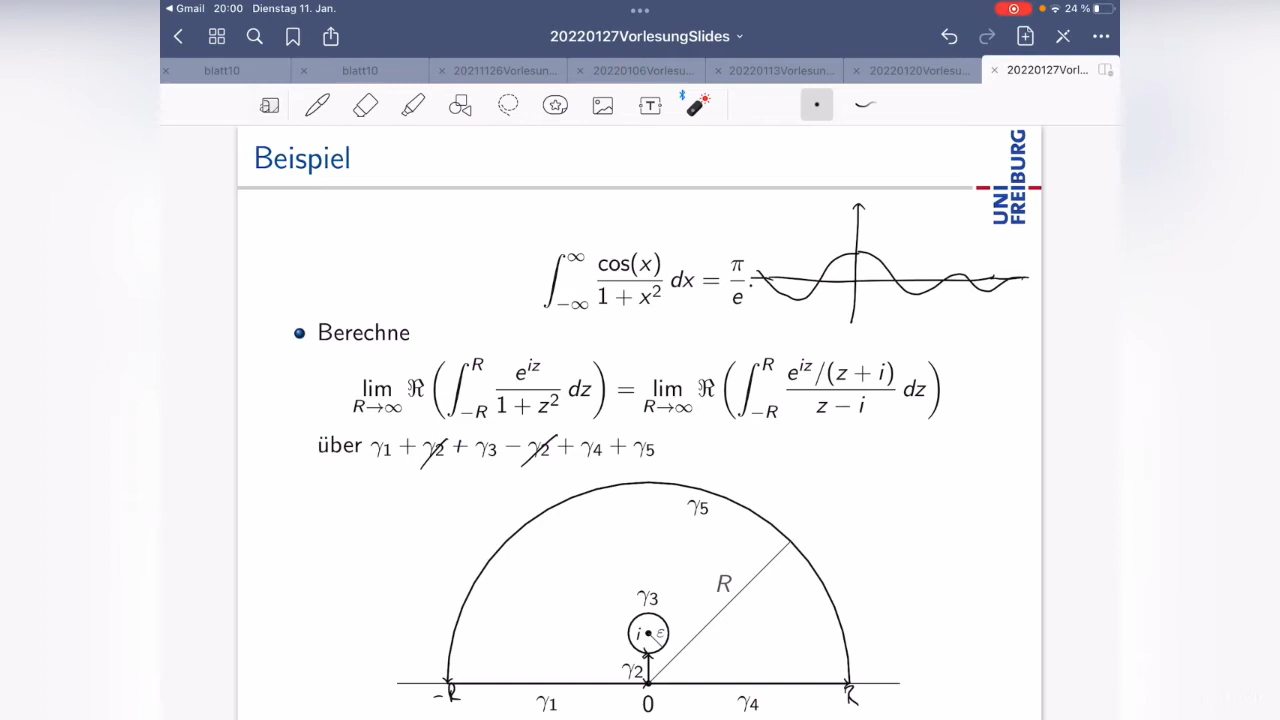 Gmail 20:00 Dienstag 11. Jan. 24 %
20220127VorlesungSlides
blatt10 blatt10 20211126Vorlesun... 20220106Vorlesu... 20220113Vorlesun... 20220120Vorlesu... 20220127Vorl...
T
Beispiel
UNI
FREIBURG
∫_{-∞}^{∞} cos(x)/(1 + x²) dx = π/e.
Berechne
lim_{R→∞} ℜ(∫_{-R}^{R} e^{iz}/(1 + z²) dz) = lim_{R→∞} ℜ(∫_{-R}^{R} (e^{iz}/(z + i))/(z − i) dz)
über γ1 + γ2 + γ3 − γ2 + γ4 + γ5
γ5
R
γ3
i ε
γ2
-R R
γ1 0 γ4